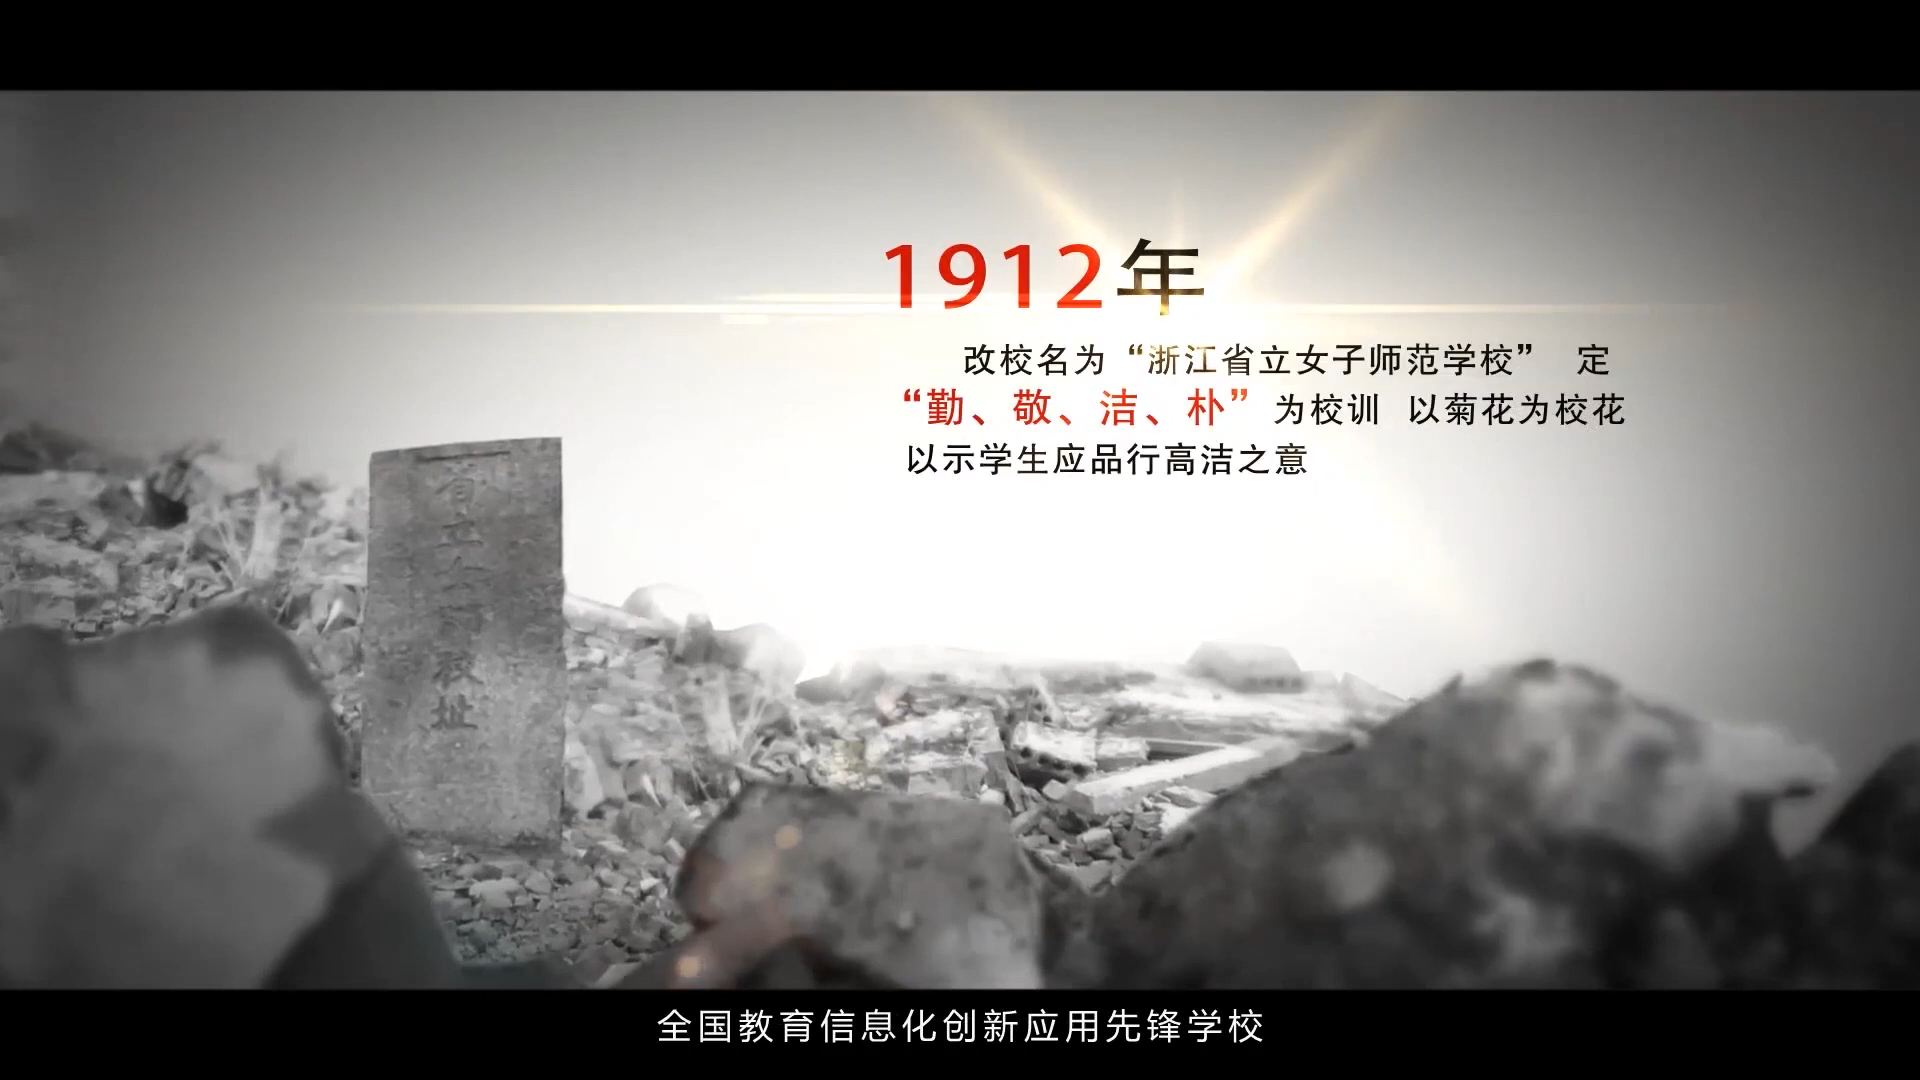 1912年
改校名为“浙江省立女子师范学校” 定
“勤、敬、洁、朴”为校训 以菊花为校花
以示学生应品行高洁之意
校址
全国教育信息化创新应用先锋学校